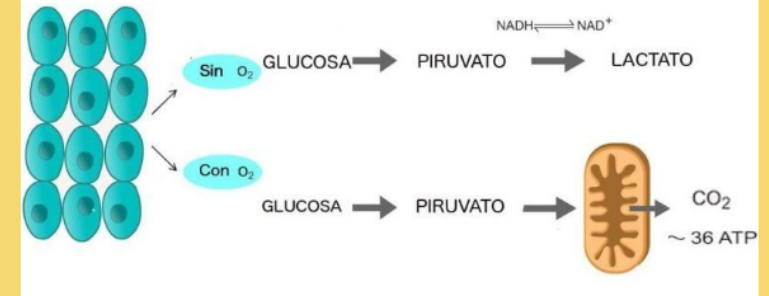 NADH NAD⁺
Sin O₂ GLUCOSA PIRUVATO LACTATO
Con O₂
GLUCOSA PIRUVATO
CO₂
~ 36 ATP